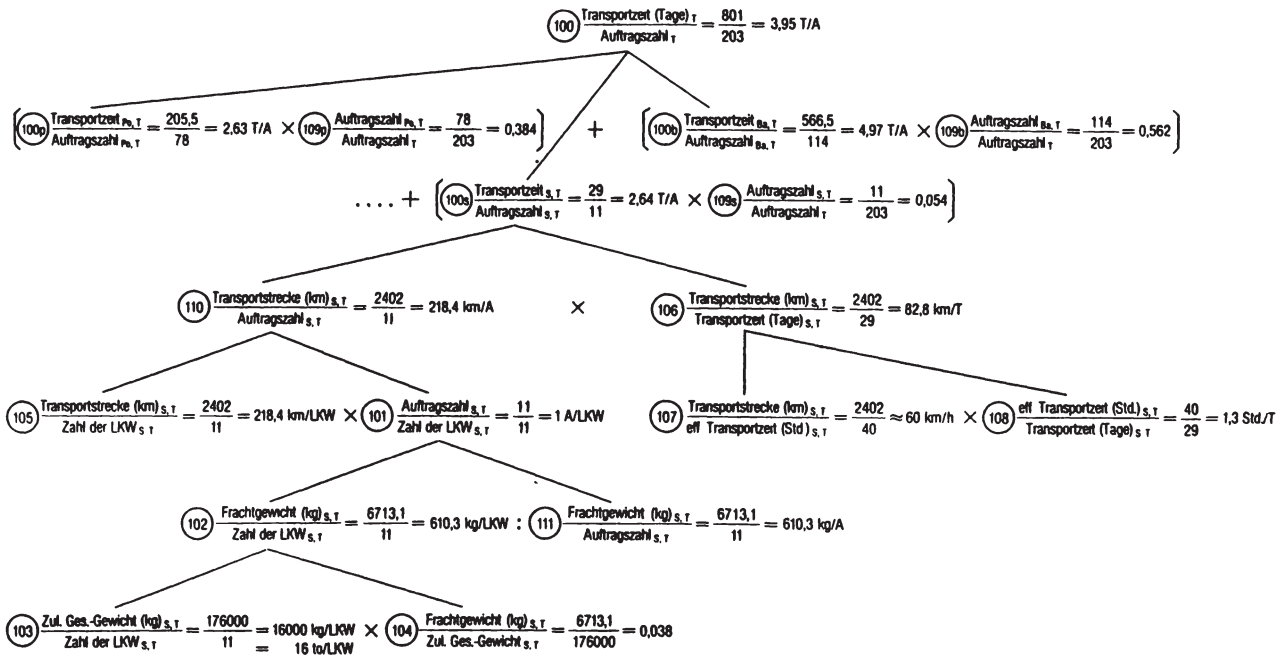 (100) Transportzeit (Tage) T / Auftragszahl T = 801 / 203 = 3,95 T/A
[(100p) Transportzeit Po, T / Auftragszahl Po, T = 205,5 / 78 = 2,63 T/A × (109p) Auftragszahl Po, T / Auftragszahl T = 78 / 203 = 0,384] + [(100b) Transportzeit Ba, T / Auftragszahl Ba, T = 566,5 / 114 = 4,97 T/A × (109b) Auftragszahl Ba, T / Auftragszahl T = 114 / 203 = 0,562]
.... + [(100s) Transportzeit S, T / Auftragszahl S, T = 29 / 11 = 2,64 T/A × (109s) Auftragszahl S, T / Auftragszahl T = 11 / 203 = 0,054]
(110) Transportstrecke (km) S, T / Auftragszahl S, T = 2402 / 11 = 218,4 km/A × (106) Transportstrecke (km) S, T / Transportzeit (Tage) S, T = 2402 / 29 = 82,8 km/T
(105) Transportstrecke (km) S, T / Zahl der LKW S, T = 2402 / 11 = 218,4 km/LKW × (101) Auftragszahl S, T / Zahl der LKW S, T = 11 / 11 = 1 A/LKW (107) Transportstrecke (km) S, T / eff Transportzeit (Std) S, T = 2402 / 40 ≈ 60 km/h × (108) eff Transportzeit (Std.) S, T / Transportzeit (Tage) S, T = 40 / 29 = 1,3 Std./T
(102) Frachtgewicht (kg) S, T / Zahl der LKW S, T = 6713,1 / 11 = 610,3 kg/LKW : (111) Frachtgewicht (kg) S, T / Auftragszahl S, T = 6713,1 / 11 = 610,3 kg/A
(103) Zul. Ges.-Gewicht (kg) S, T / Zahl der LKW S, T = 176000 / 11 = 16000 kg/LKW × (104) Frachtgewicht (kg) S, T / Zul. Ges.-Gewicht S, T = 6713,1 / 176000 = 0,038
= 16 to/LKW